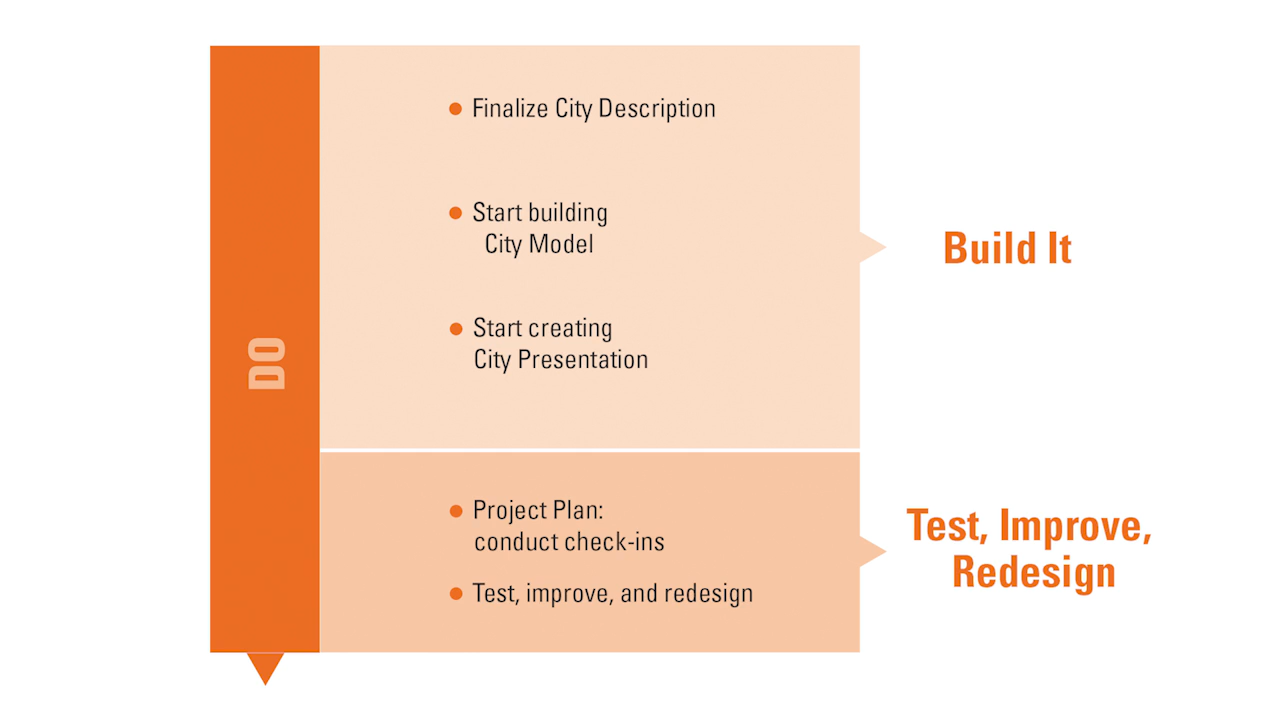 Finalize City Description
Start building
City Model
Build It
Start creating
City Presentation
DO
Project Plan:
conduct check-ins
Test, improve, and redesign
Test, Improve,
Redesign